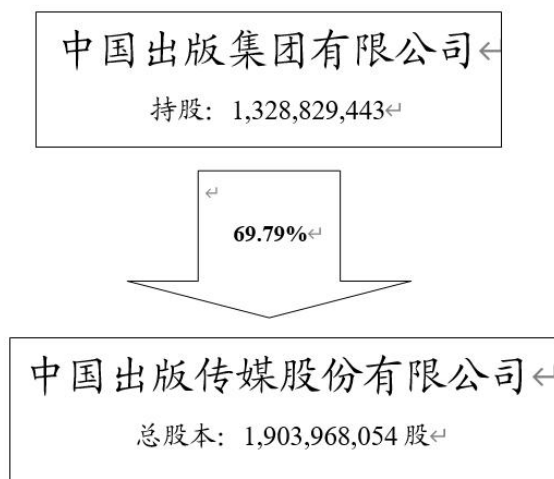 中国出版集团有限公司
持股：1,328,829,443
69.79%
中国出版传媒股份有限公司
总股本：1,903,968,054 股